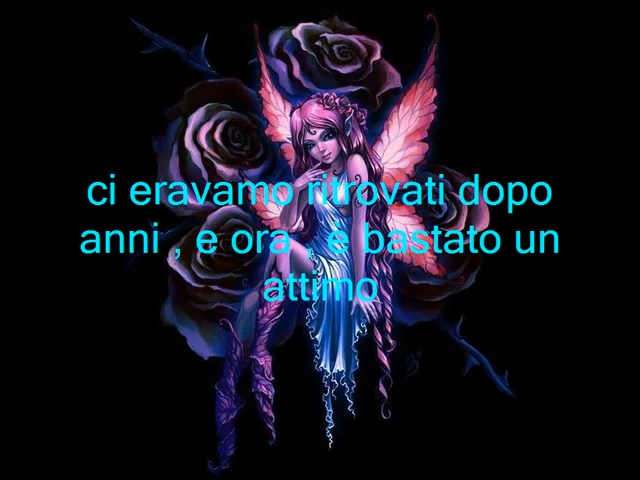 ci eravamo ritrovati dopo
anni , e ora , e bastato un
attimo